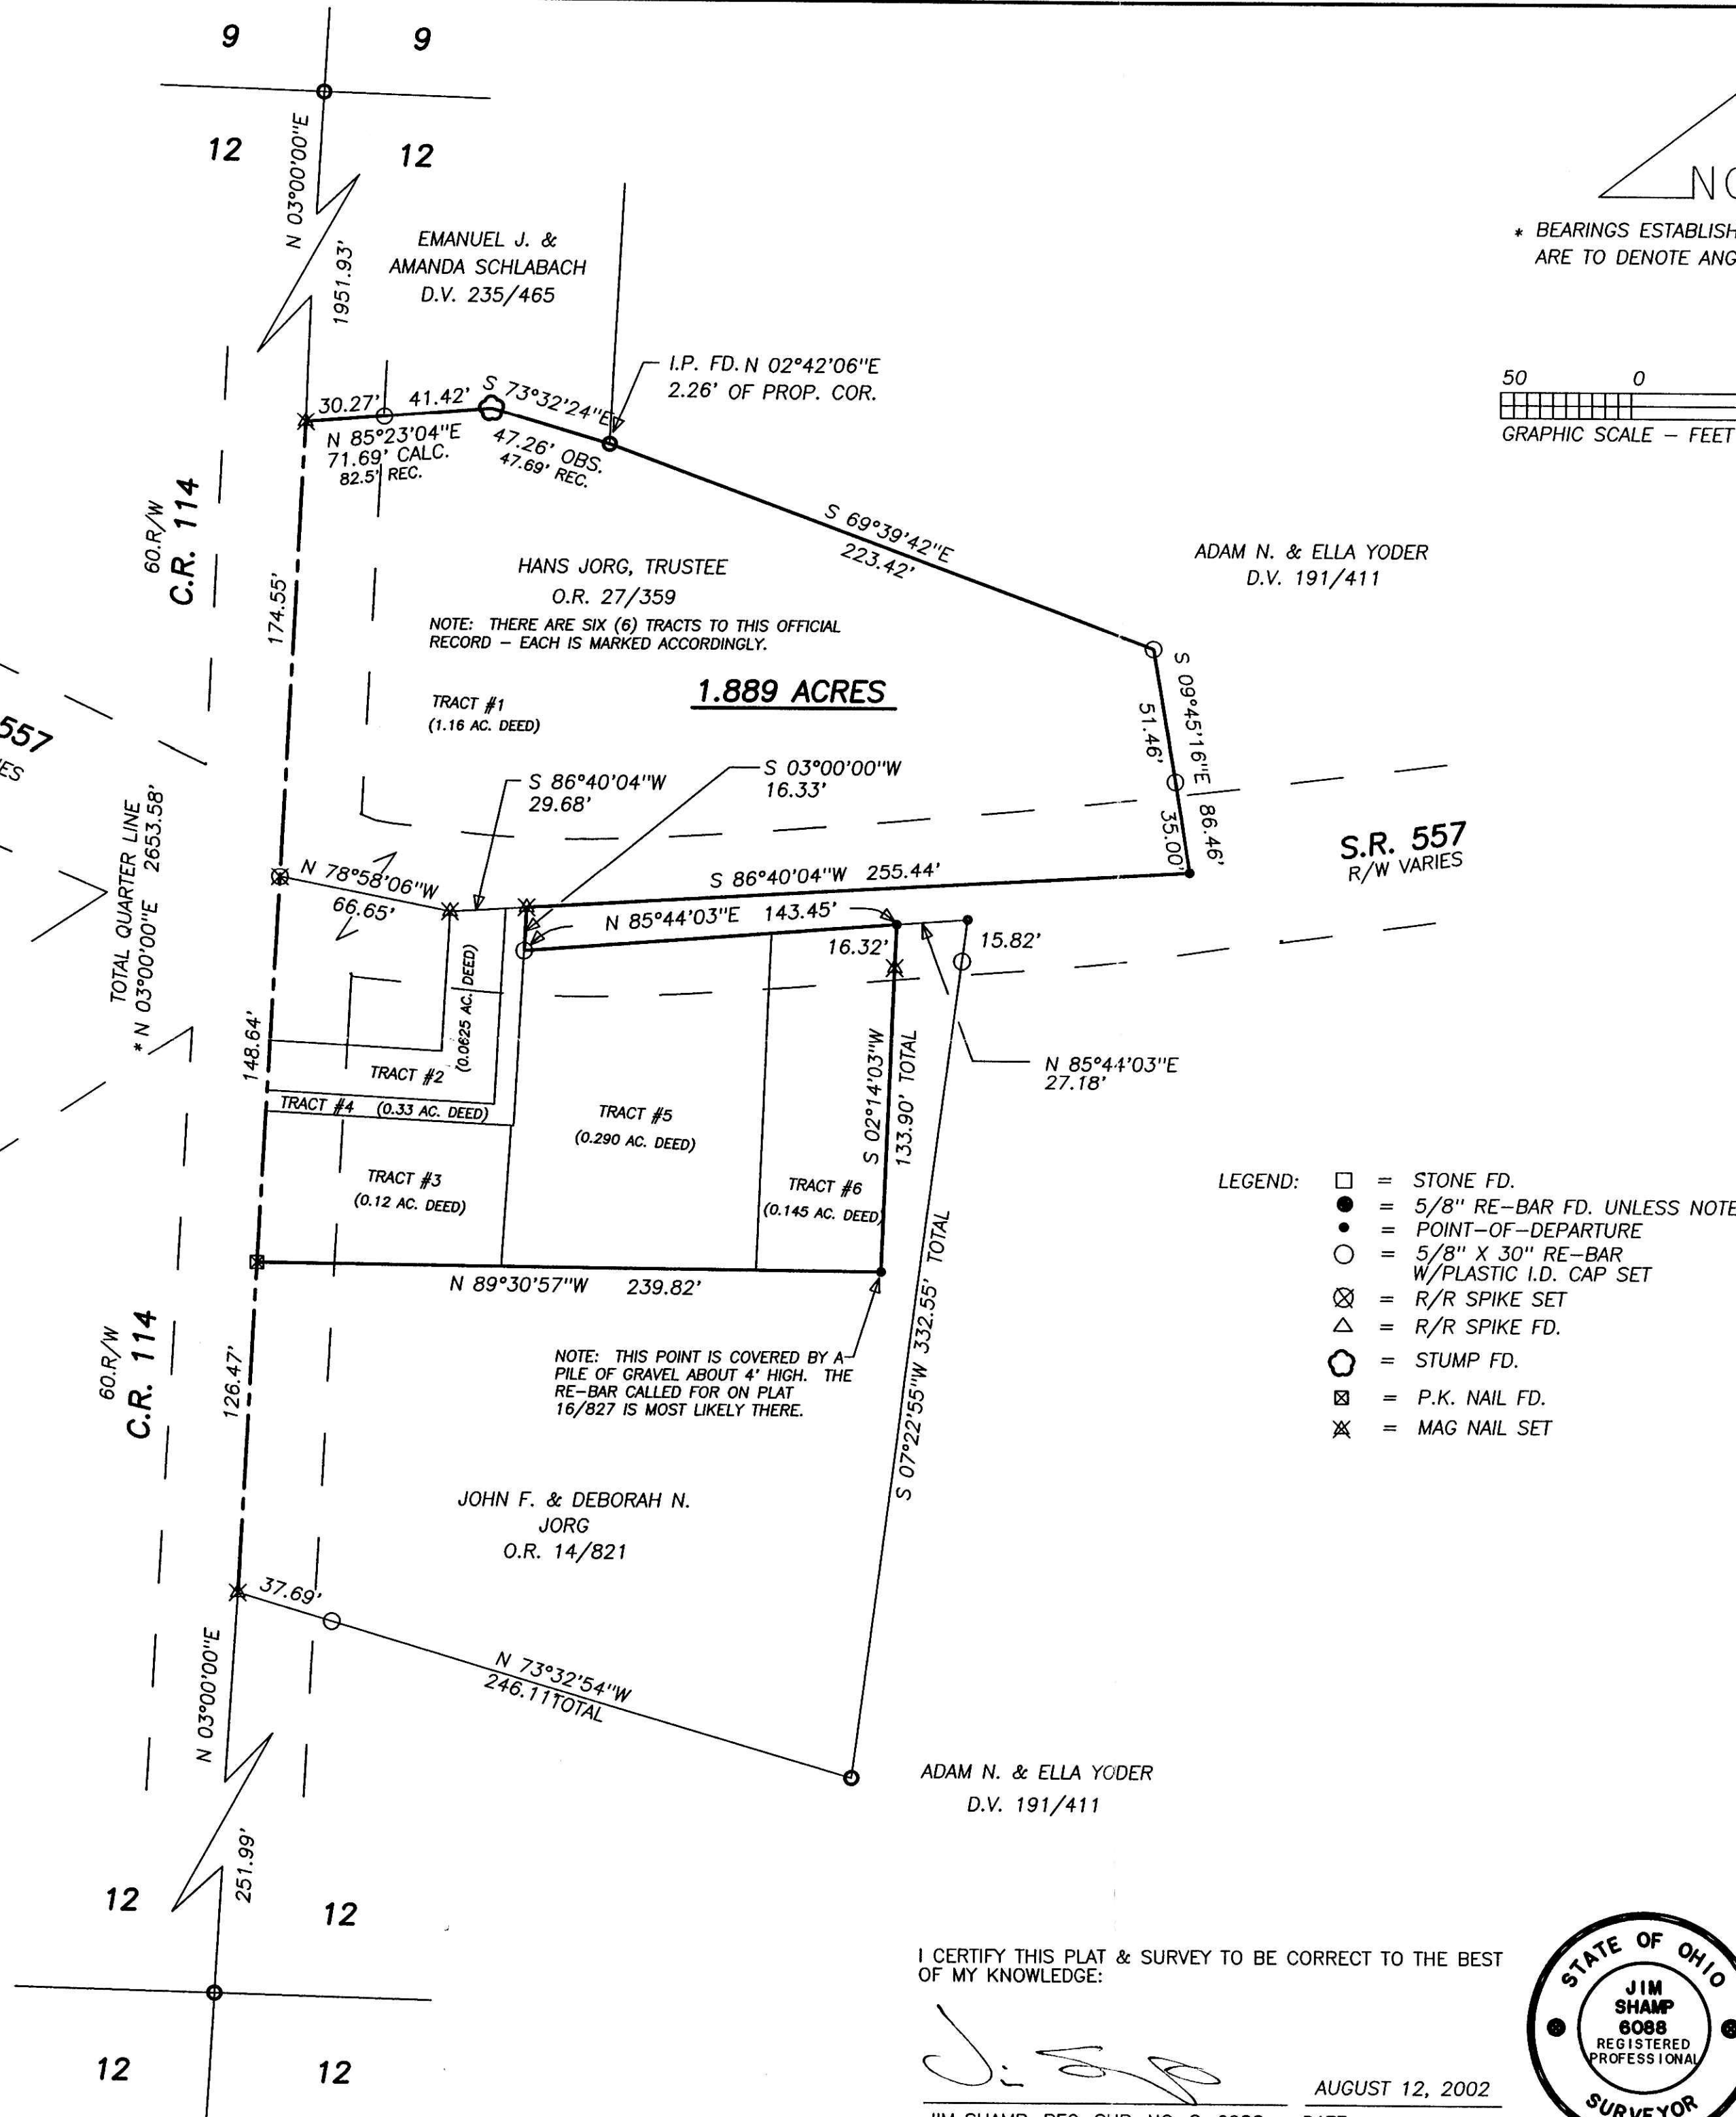 9
9
12
12
N 03°00'00"E
1951.93'
EMANUEL J. &
AMANDA SCHLABACH
D.V. 235/465
* BEARINGS ESTABLISH
ARE TO DENOTE ANG
50 0
GRAPHIC SCALE – FEET
I.P. FD. N 02°42'06"E
2.26' OF PROP. COR.
30.27'
41.42'
S 73°32'24"E
N 85°23'04"E
71.69' CALC.
82.5' REC.
47.26' OBS.
47.69' REC.
60.R/W
C.R. 114
174.55'
S 69°39'42"E
223.42'
ADAM N. & ELLA YODER
D.V. 191/411
HANS JORG, TRUSTEE
O.R. 27/359
NOTE: THERE ARE SIX (6) TRACTS TO THIS OFFICIAL
RECORD – EACH IS MARKED ACCORDINGLY.
1.889 ACRES
TRACT #1
(1.16 AC. DEED)
S 09°45'16"E 86.46'
51.46'
35.00'
557
S 86°40'04"W
29.68'
S 03°00'00"W
16.33'
TOTAL QUARTER LINE
* N 03°00'00"E 2653.58'
S.R. 557
R/W VARIES
N 78°58'06"W
66.65'
S 86°40'04"W 255.44'
N 85°44'03"E 143.45'
16.32'
15.82'
(0.0625 AC. DEED)
148.64'
TRACT #2
TRACT #4 (0.33 AC. DEED)
TRACT #5
(0.290 AC. DEED)
S 02°14'03"W
133.90' TOTAL
N 85°44'03"E
27.18'
TRACT #3
(0.12 AC. DEED)
TRACT #6
(0.145 AC. DEED)
LEGEND:
= STONE FD.
= 5/8" RE-BAR FD. UNLESS NOTE
= POINT-OF-DEPARTURE
= 5/8" X 30" RE-BAR
W/PLASTIC I.D. CAP SET
= R/R SPIKE SET
= R/R SPIKE FD.
= STUMP FD.
= P.K. NAIL FD.
= MAG NAIL SET
N 89°30'57"W 239.82'
S 07°22'55"W 332.55' TOTAL
60.R/W
C.R. 114
126.47'
NOTE: THIS POINT IS COVERED BY A
PILE OF GRAVEL ABOUT 4' HIGH. THE
RE-BAR CALLED FOR ON PLAT
16/827 IS MOST LIKELY THERE.
JOHN F. & DEBORAH N.
JORG
O.R. 14/821
37.69'
N 03°00'00"E
N 73°32'54"W
246.11'TOTAL
ADAM N. & ELLA YODER
D.V. 191/411
251.99'
12
12
12
12
I CERTIFY THIS PLAT & SURVEY TO BE CORRECT TO THE BEST
OF MY KNOWLEDGE:
AUGUST 12, 2002
STATE OF OHIO
JIM
SHAMP
6088
REGISTERED
PROFESSIONAL
SURVEYOR